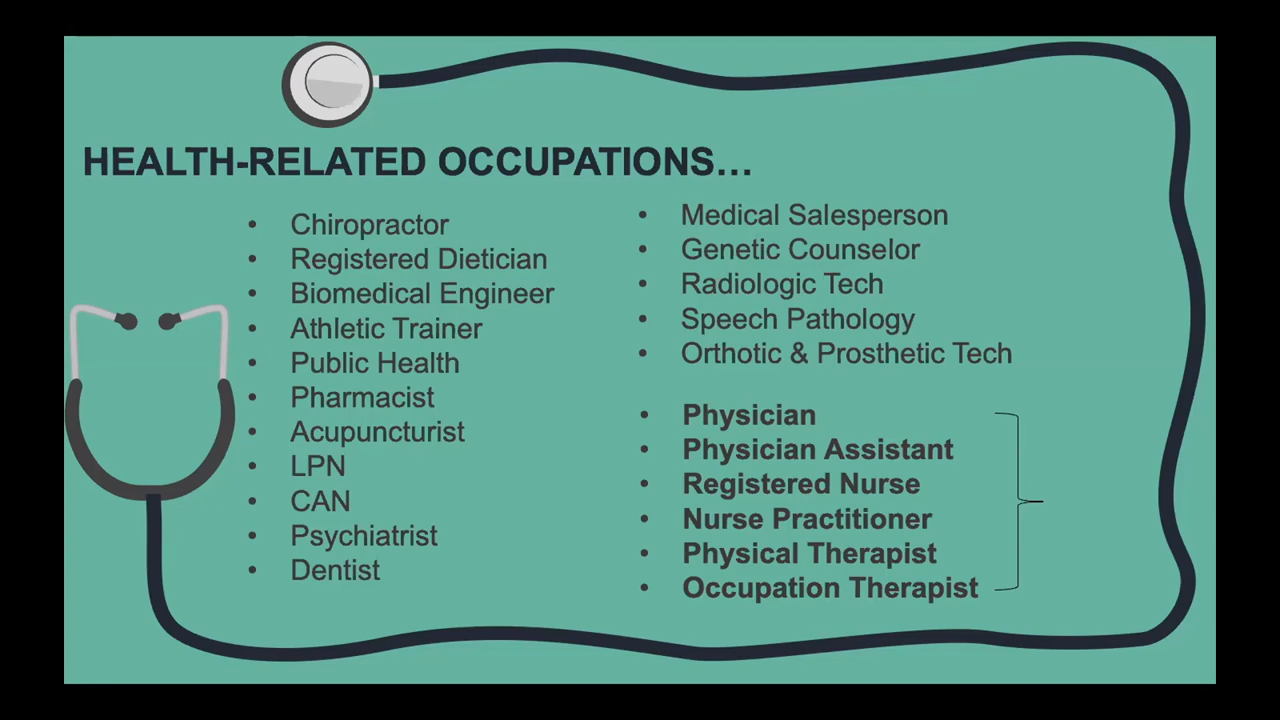 HEALTH-RELATED OCCUPATIONS…
• Chiropractor
• Registered Dietician
• Biomedical Engineer
• Athletic Trainer
• Public Health
• Pharmacist
• Acupuncturist
• LPN
• CAN
• Psychiatrist
• Dentist
• Medical Salesperson
• Genetic Counselor
• Radiologic Tech
• Speech Pathology
• Orthotic & Prosthetic Tech
• Physician
• Physician Assistant
• Registered Nurse
• Nurse Practitioner
• Physical Therapist
• Occupation Therapist